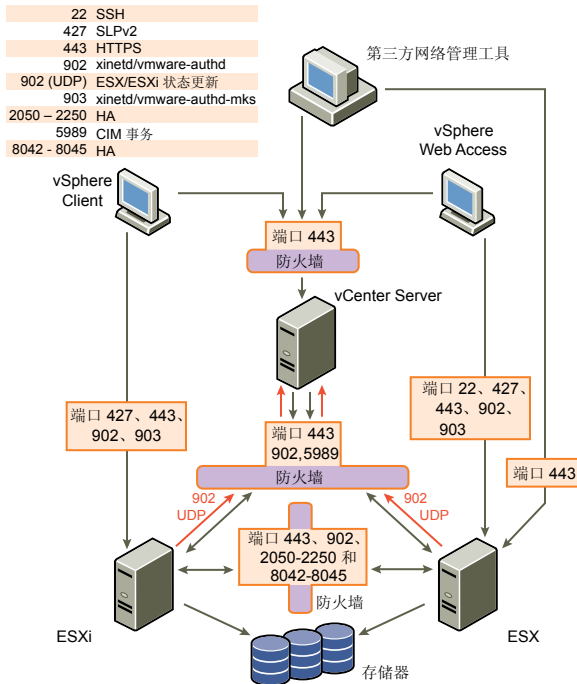 22 SSH
427 SLPv2
443 HTTPS
902 xinetd/vmware-authd
902 (UDP) ESX/ESXi 状态更新
903 xinetd/vmware-authd-mks
2050 – 2250 HA
5989 CIM 事务
8042 - 8045 HA
第三方网络管理工具
vSphere
Client
vSphere
Web Access
端口 443
防火墙
vCenter Server
端口 427、443、
902、903
端口 22、427、
443、902、
903
端口 443
902,5989
防火墙
端口 443
902
UDP
902
UDP
端口 443、902、
2050-2250 和
8042-8045
防火墙
ESXi
ESX
存储器